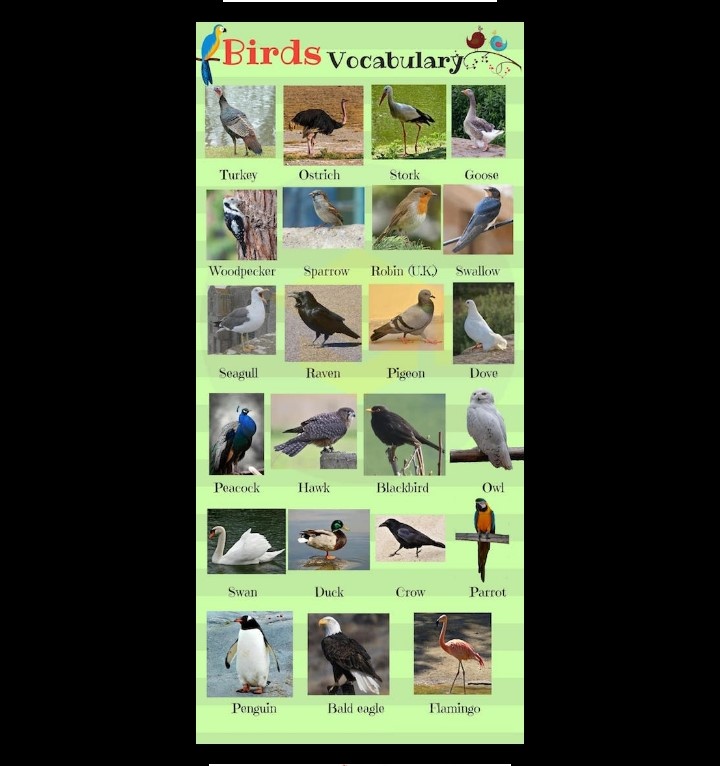 Birds Vocabulary
Turkey Ostrich Stork Goose
Woodpecker Sparrow Robin (U.K.) Swallow
Seagull Raven Pigeon Dove
Peacock Hawk Blackbird Owl
Swan Duck Crow Parrot
Penguin Bald eagle Flamingo